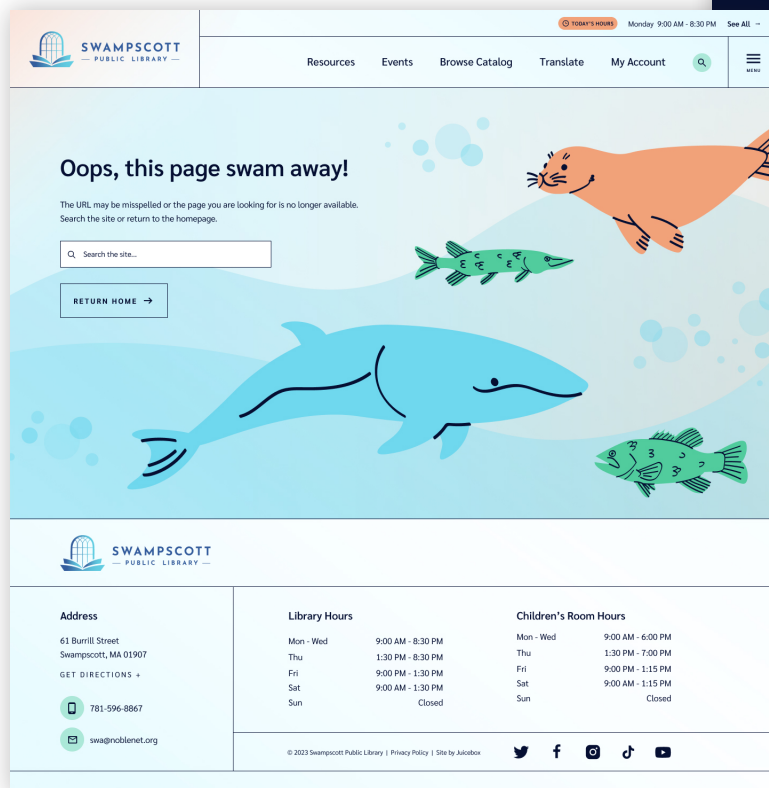 TODAY'S HOURS Monday 9:00 AM - 8:30 PM See All →
SWAMPSCOTT
— PUBLIC LIBRARY —
Resources Events Browse Catalog Translate My Account
MENU
Oops, this page swam away!
The URL may be misspelled or the page you are looking for is no longer available.
Search the site or return to the homepage.
Search the site...
RETURN HOME →
SWAMPSCOTT
— PUBLIC LIBRARY —
Address
61 Burrill Street
Swampscott, MA 01907
GET DIRECTIONS +
781-596-8867
swa@noblenet.org
Library Hours
Mon - Wed 9:00 AM - 8:30 PM
Thu 1:30 PM - 8:30 PM
Fri 9:00 PM - 1:30 PM
Sat 9:00 AM - 1:30 PM
Sun Closed
Children's Room Hours
Mon - Wed 9:00 AM - 6:00 PM
Thu 1:30 PM - 7:00 PM
Fri 9:00 PM - 1:15 PM
Sat 9:00 AM - 1:15 PM
Sun Closed
© 2023 Swampscott Public Library | Privacy Policy | Site by Juicebox